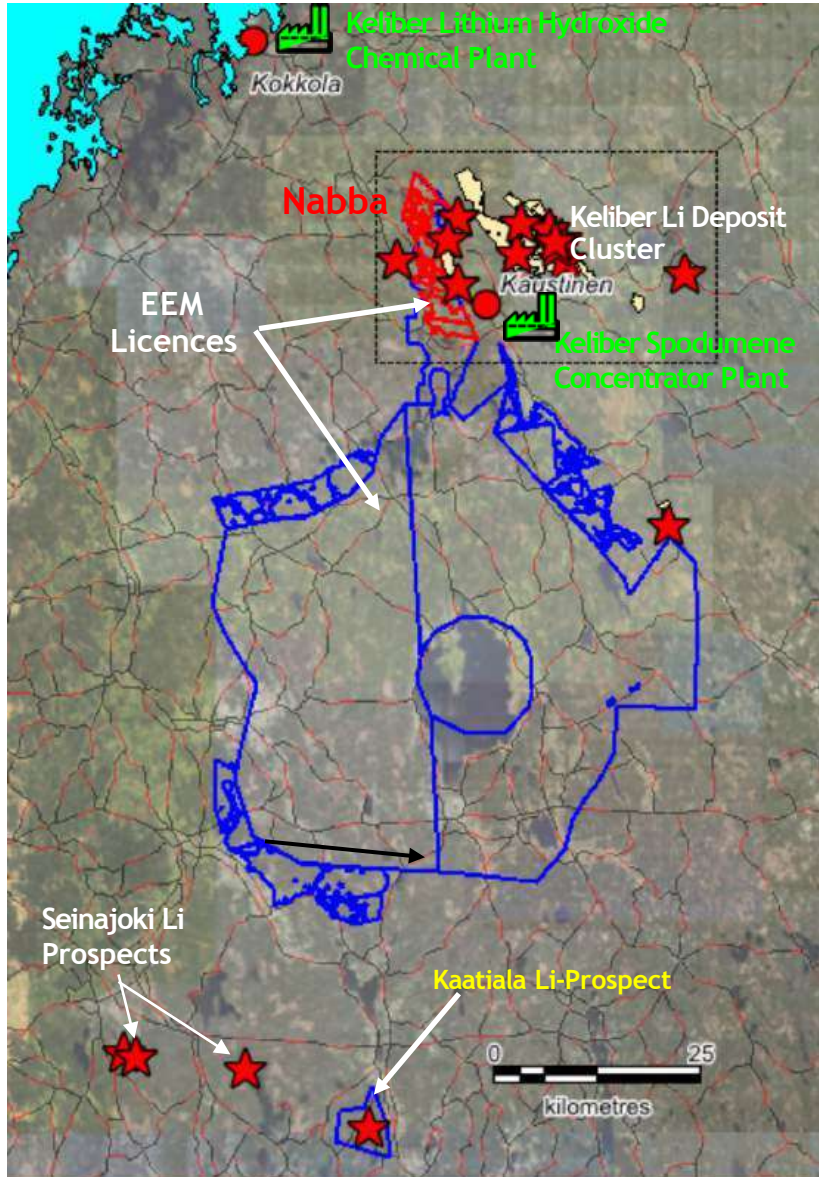 Keliber Lithium Hydroxide
Chemical Plant
Kokkola
Nabba
Keliber Li Deposit
Cluster
Kaustinen
EEM
Licences
Keliber Spodumene
Concentrator Plant
Seinajoki Li
Prospects
Kaatiala Li-Prospect
0
25
kilometres